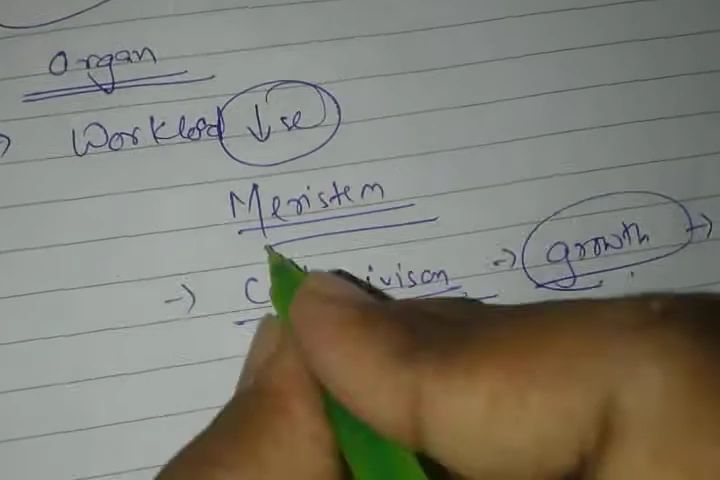 Organ
Workload ↓se
Meristem
→ C ivison → growth →